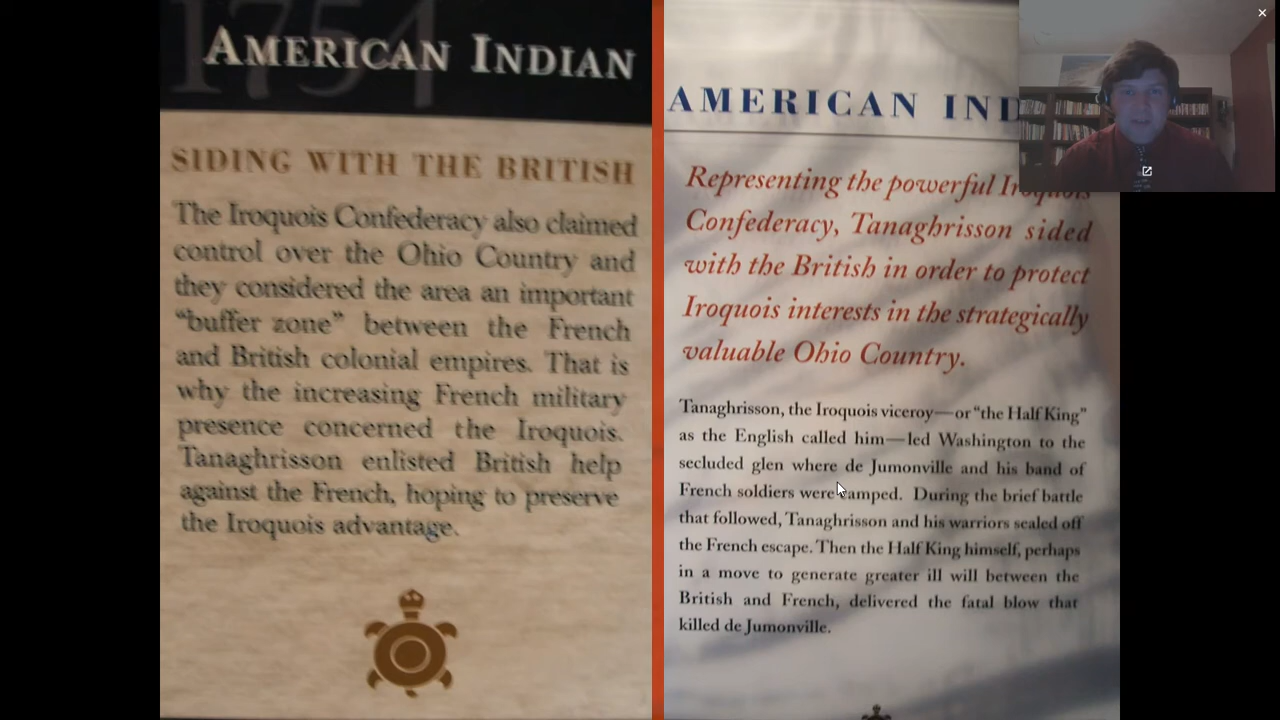 1754
AMERICAN INDIAN
SIDING WITH THE BRITISH
The Iroquois Confederacy also claimed
control over the Ohio Country and
they considered the area an important
“buffer zone” between the French
and British colonial empires. That is
why the increasing French military
presence concerned the Iroquois.
Tanaghrisson enlisted British help
against the French, hoping to preserve
the Iroquois advantage.
AMERICAN IND
Representing the powerful Iroquois
Confederacy, Tanaghrisson sided
with the British in order to protect
Iroquois interests in the strategically
valuable Ohio Country.
Tanaghrisson, the Iroquois viceroy—or “the Half King”
as the English called him—led Washington to the
secluded glen where de Jumonville and his band of
French soldiers were camped. During the brief battle
that followed, Tanaghrisson and his warriors sealed off
the French escape. Then the Half King himself, perhaps
in a move to generate greater ill will between the
British and French, delivered the fatal blow that
killed de Jumonville.